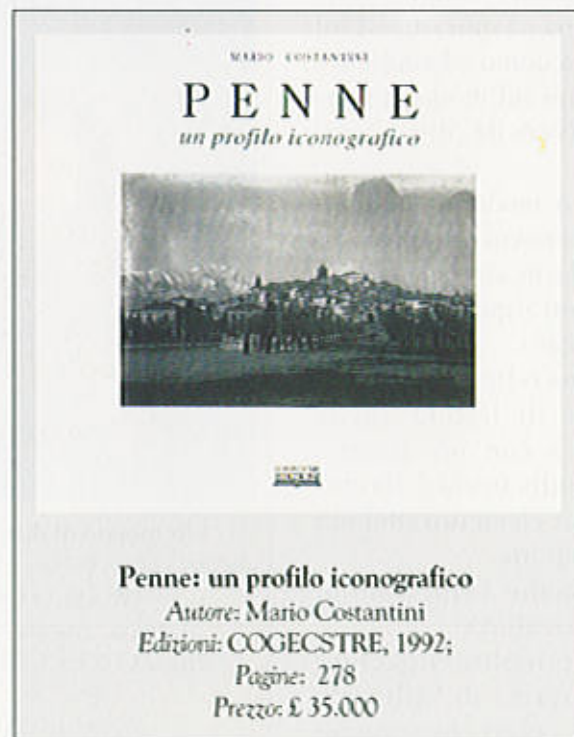 MARIO COSTANTINI
PENNE
un profilo iconografico
Penne: un profilo iconografico
Autore: Mario Costantini
Edizioni: COGECSTRE, 1992;
Pagine: 278
Prezzo: £ 35.000